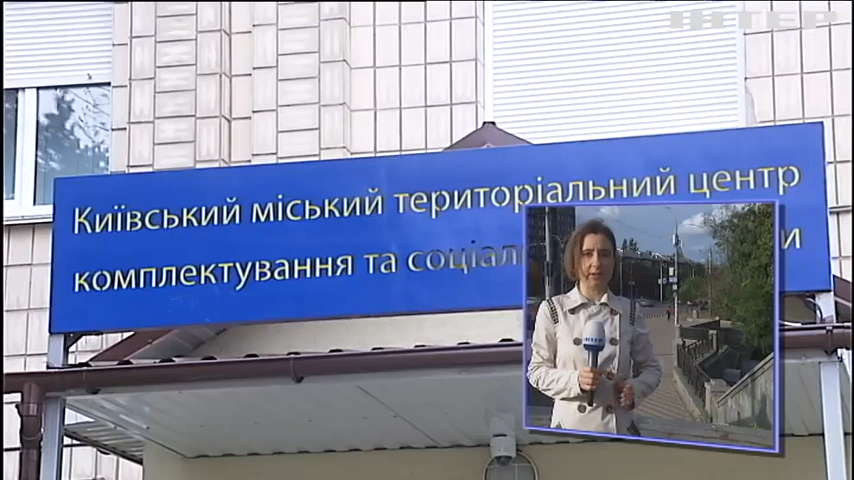 ІНТЕР
Київський міський територіальний центр
комплектування та соціал и
ІНТЕР